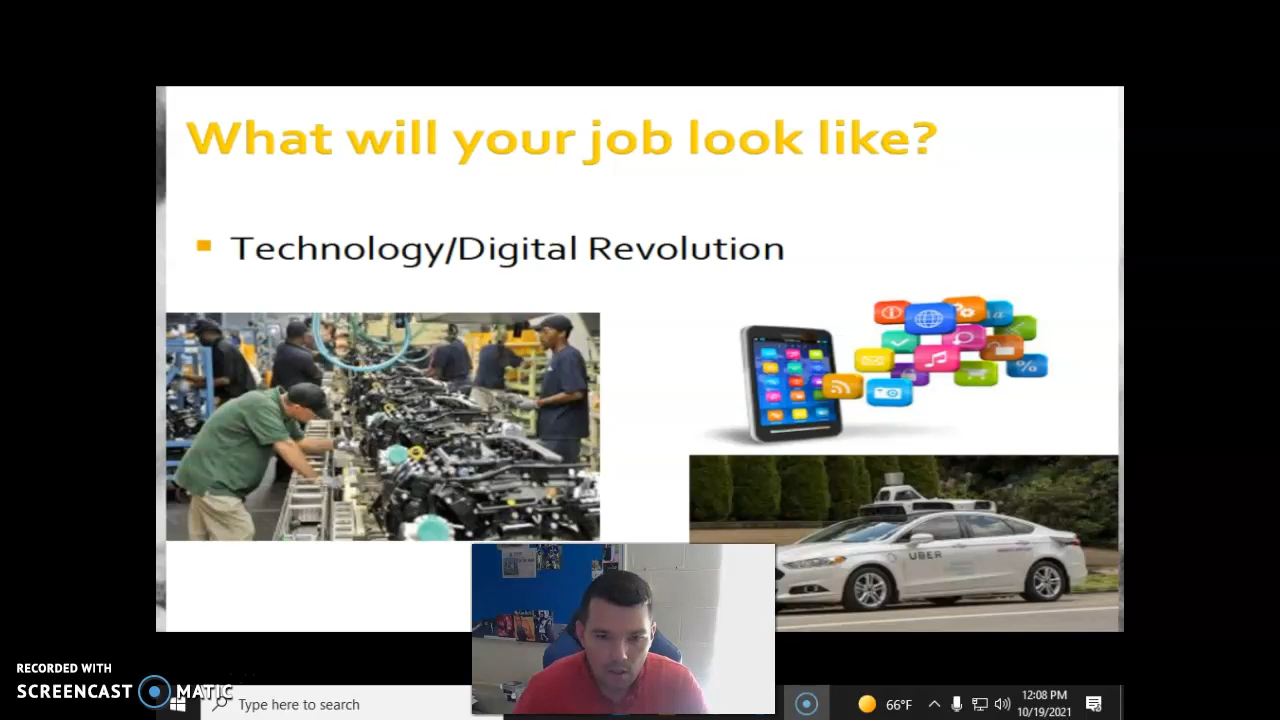 What will your job look like?
Technology/Digital Revolution
UBER
RECORDED WITH
SCREENCAST MATIC
Type here to search
66°F
12:08 PM
10/19/2021